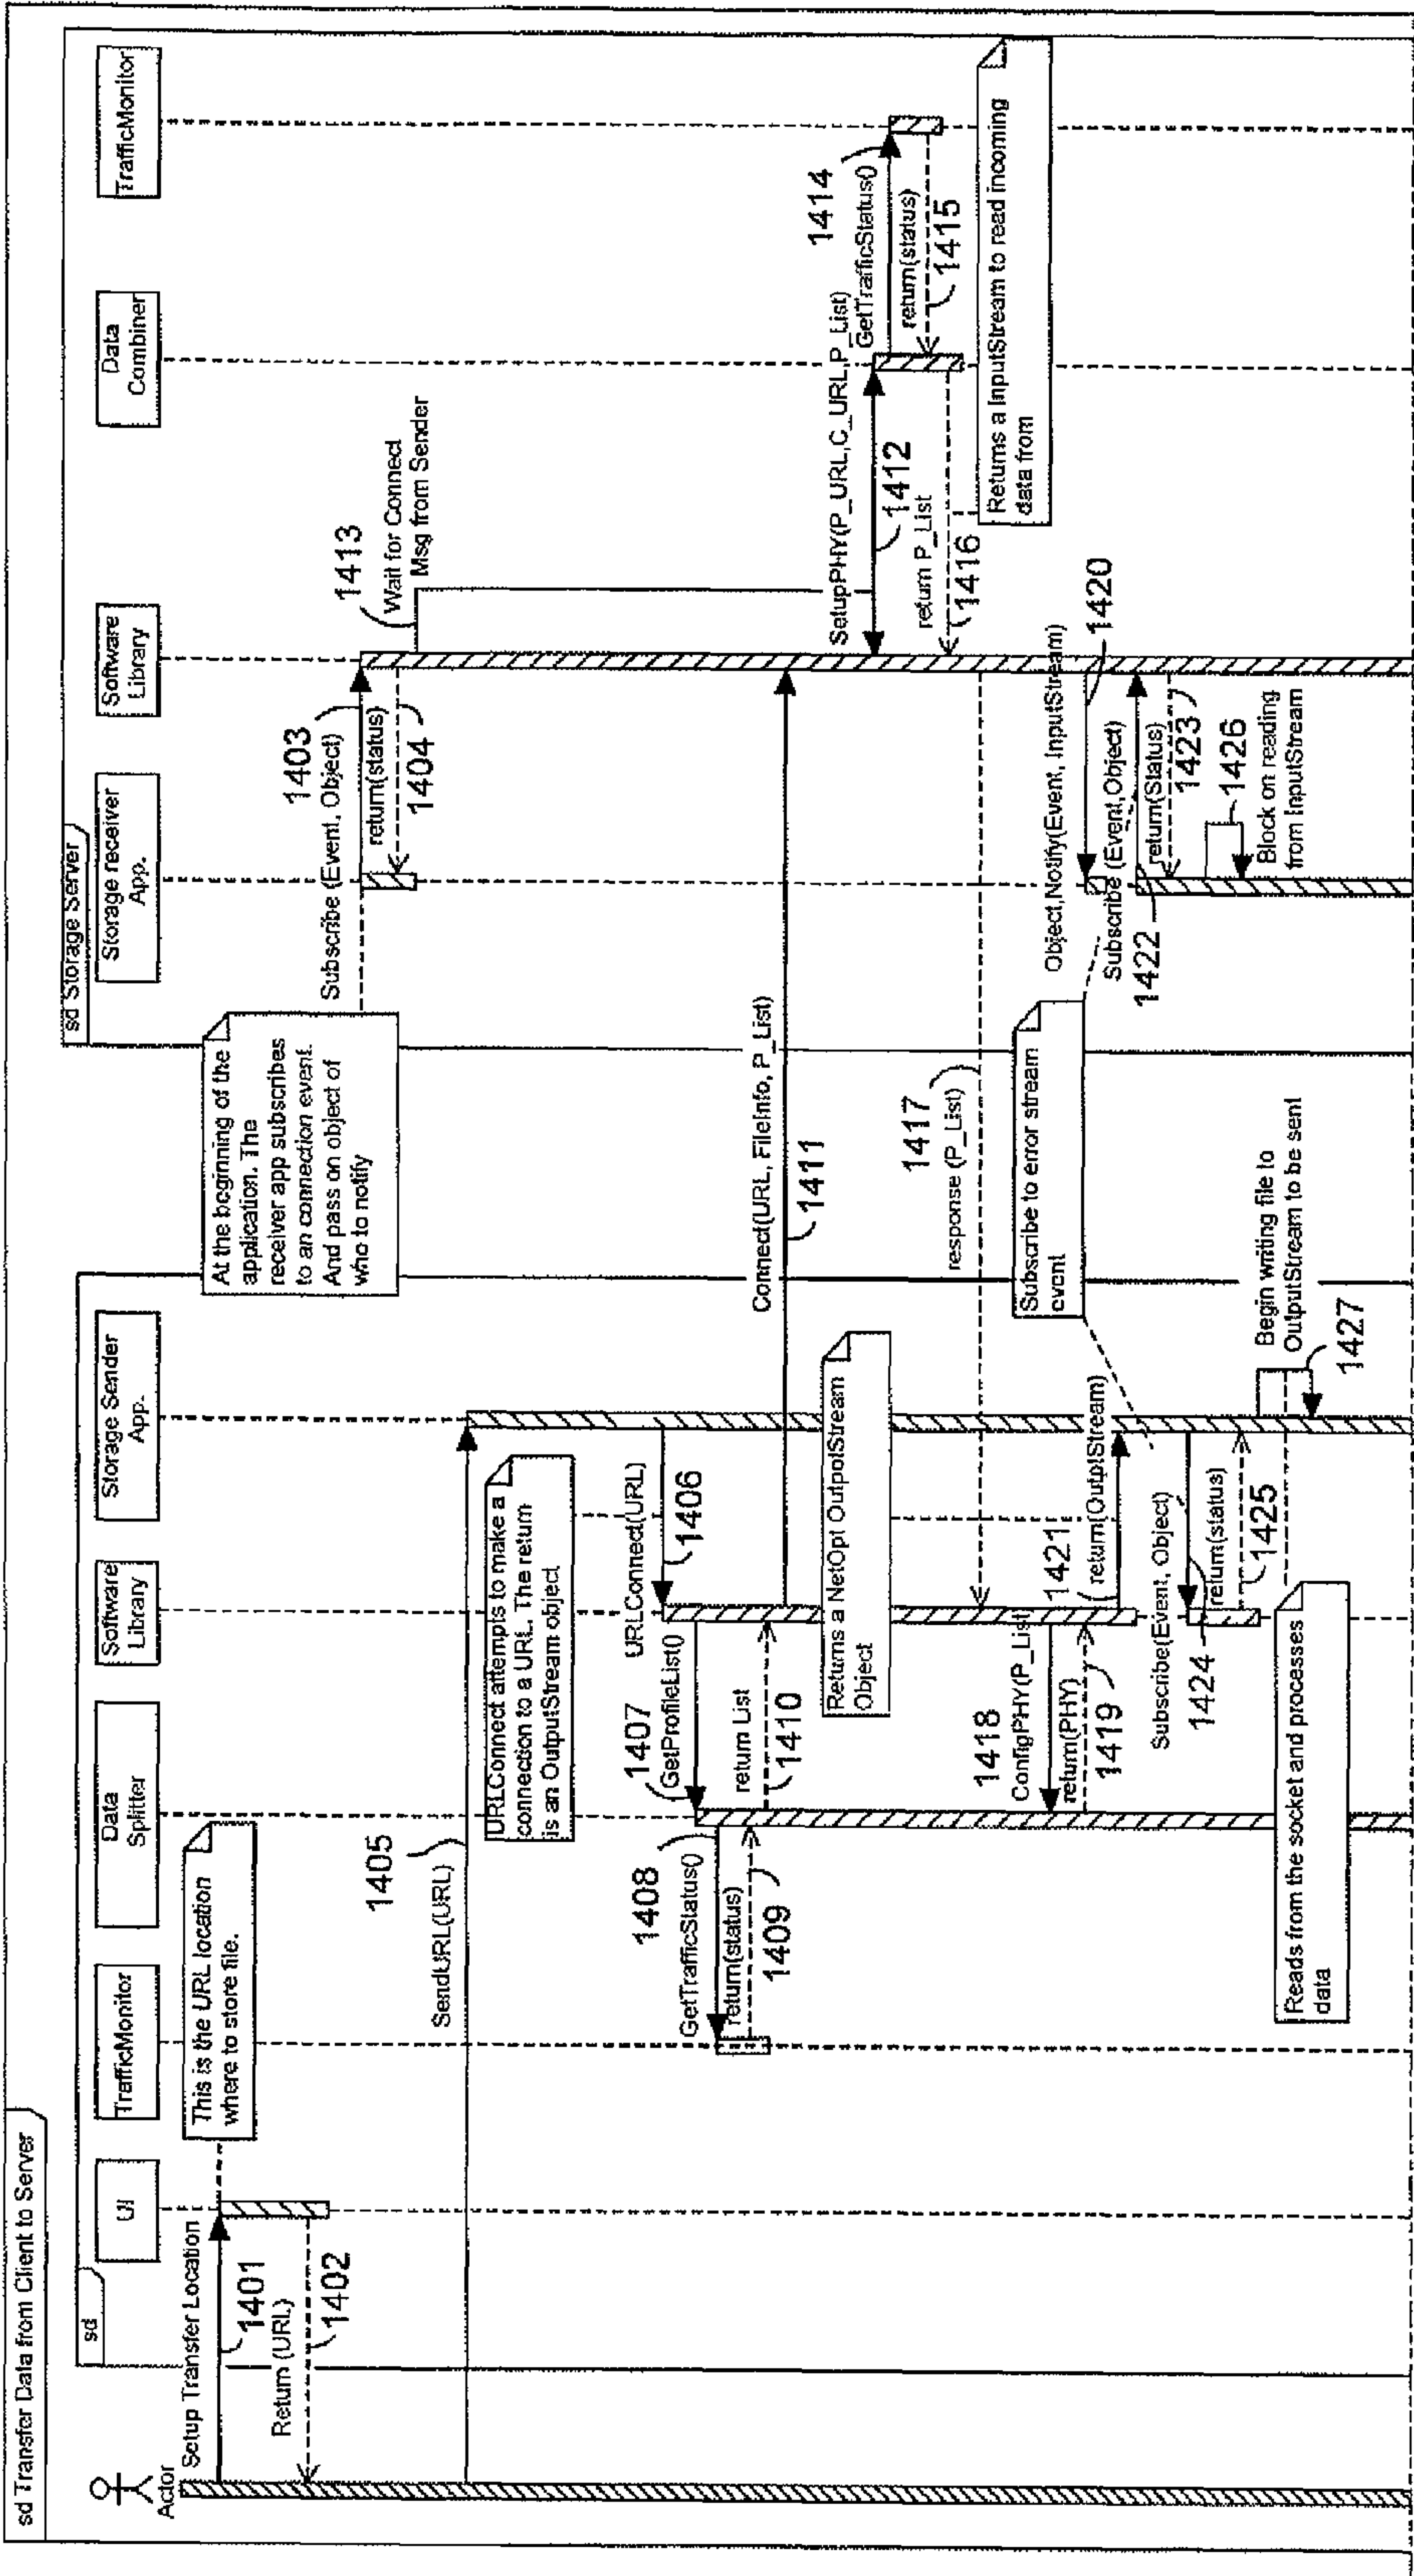 sd Transfer Data from Client to Server
sd
sd Storage Server
Actor
UI
TrafficMonitor
Data
Splitter
Software
Library
Storage Sender
App.
Storage receiver
App.
Software
Library
Data
Combiner
TrafficMonitor
Setup Transfer Location
1401
Return (URL)
1402
This is the URL location
where to store file.
At the beginning of the
application. The
receiver app subscribes
to an connection event.
And pass on object of
who to notify
1403
Subscribe (Event, Object)
return(status)
1404
1413
Wait for Connect
Msg from Sender
1405
SendURL(URL)
URLConnect attempts to make a
connection to a URL. The return
is an OutputStream object
URLConnect(URL)
1406
1407
GetProfileList()
1408
GetTrafficStatus()
return(status)
1409
return List
1410
Connect(URL, FileInfo, P_List)
1411
SetupPHY(P_URL,C_URL,P_List)
1412
1414
GetTrafficStatus()
return(status)
1415
return P_List
1416
Returns a InputStream to read incoming
data from
Returns a NetOpt OutpotStream
Object
1417
response (P_List)
1418
ConfigPHY(P_List
return(PHY)
1419
1421
return(OutptStream)
Subscribe to error stream
event
Object,Notify(Event, InputStream)
1420
Subscribe (Event,Object)
1422
return(Status)
1423
1426
Block on reading
from InputStream
Subscribe(Event, Object)
1424
return(status)
1425
Begin writing file to
OutputStream to be sent
1427
Reads from the socket and processes
data